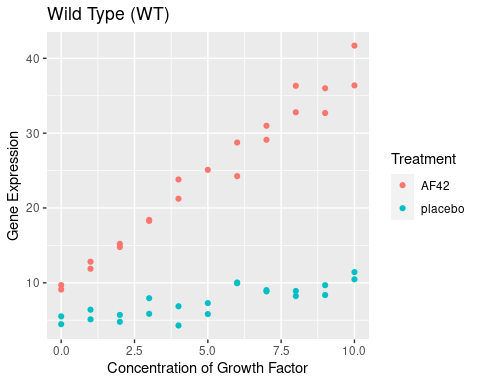 Wild Type (WT)
40
30
20
10
Gene Expression
0.0 2.5 5.0 7.5 10.0
Concentration of Growth Factor
Treatment
AF42
placebo